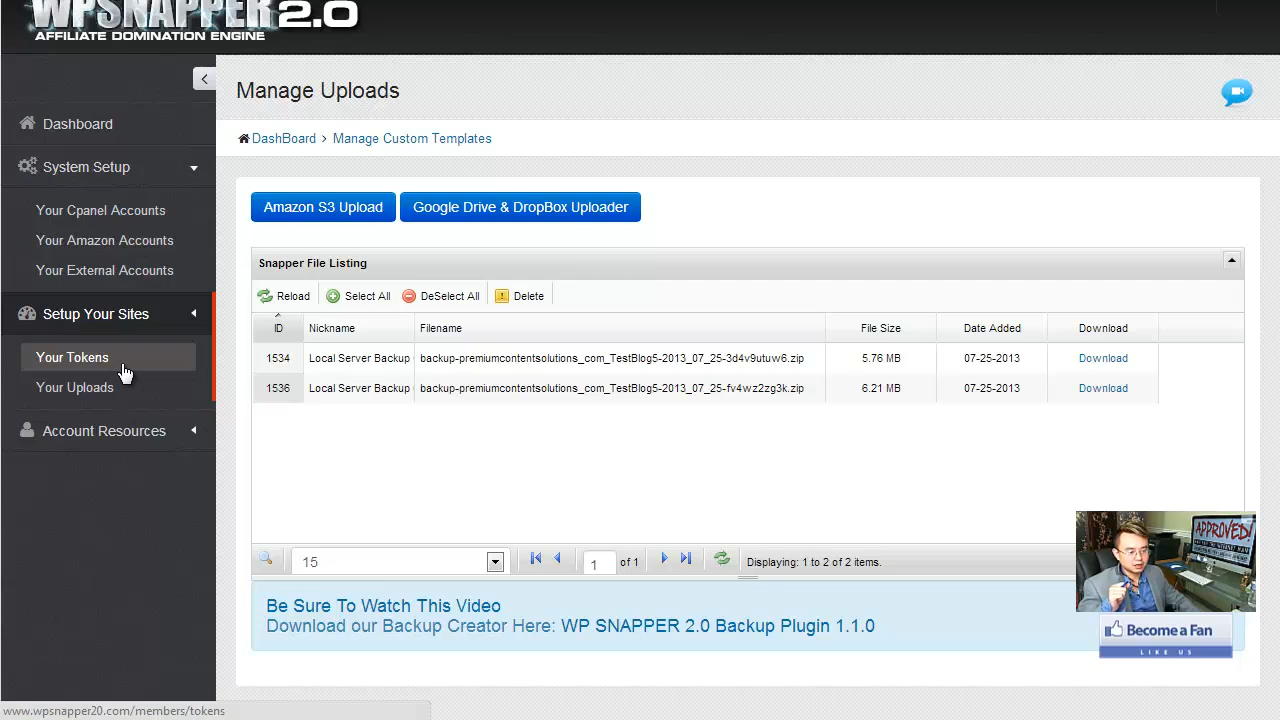 WPSNAPPER 2.0
AFFILIATE DOMINATION ENGINE
Manage Uploads
DashBoard > Manage Custom Templates
Dashboard
System Setup
Your Cpanel Accounts
Your Amazon Accounts
Your External Accounts
Setup Your Sites
Your Tokens
Your Uploads
Account Resources
Amazon S3 Upload
Google Drive & DropBox Uploader
Snapper File Listing
Reload Select All DeSelect All Delete
ID Nickname Filename File Size Date Added Download
1534 Local Server Backup backup-premiumcontentsolutions_com_TestBlog5-2013_07_25-3d4v9utuw6.zip 5.76 MB 07-25-2013 Download
1536 Local Server Backup backup-premiumcontentsolutions_com_TestBlog5-2013_07_25-fv4wz2zg3k.zip 6.21 MB 07-25-2013 Download
15 1 of 1 Displaying: 1 to 2 of 2 items.
APPROVED!
Be Sure To Watch This Video
Download our Backup Creator Here: WP SNAPPER 2.0 Backup Plugin 1.1.0
Become a Fan
LIKE US
www.wpsnapper20.com/members/tokens